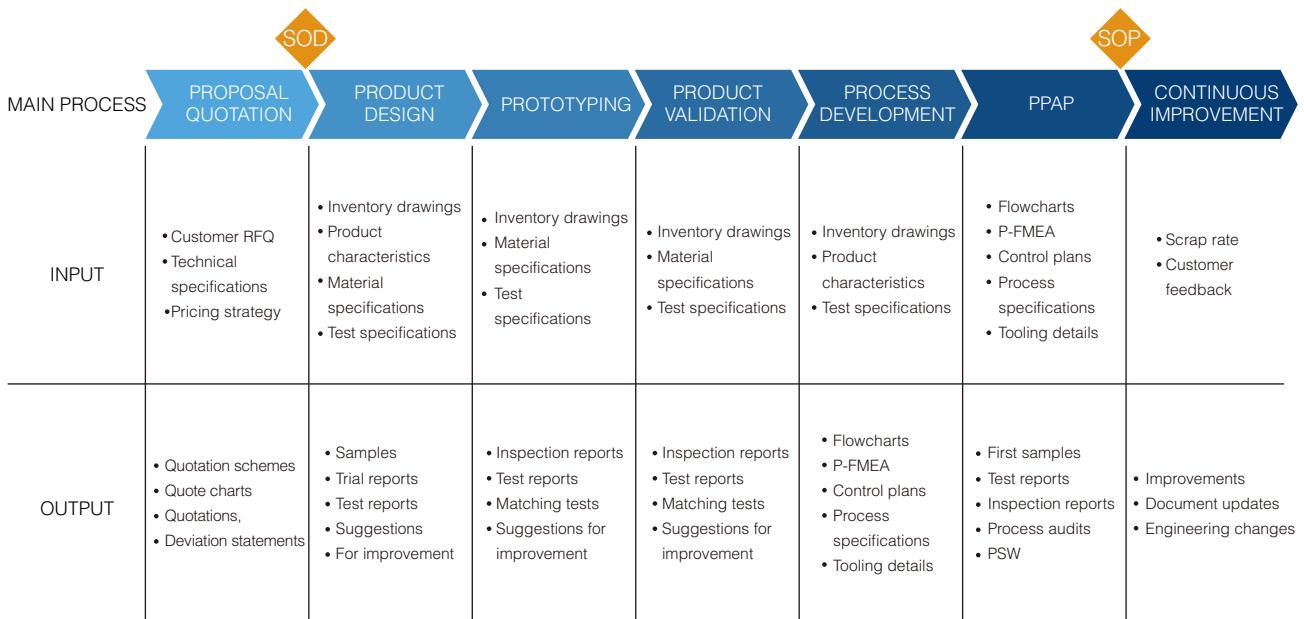 SOD
SOP
MAIN PROCESS
PROPOSAL
QUOTATION
PRODUCT
DESIGN
PROTOTYPING
PRODUCT
VALIDATION
PROCESS
DEVELOPMENT
PPAP
CONTINUOUS
IMPROVEMENT
INPUT
• Customer RFQ
• Technical
specifications
• Pricing strategy
• Inventory drawings
• Product
characteristics
• Material
specifications
• Test specifications
• Inventory drawings
• Material
specifications
• Test
specifications
• Inventory drawings
• Material
specifications
• Test specifications
• Inventory drawings
• Product
characteristics
• Test specifications
• Flowcharts
• P-FMEA
• Control plans
• Process
specifications
• Tooling details
• Scrap rate
• Customer
feedback
OUTPUT
• Quotation schemes
• Quote charts
• Quotations,
• Deviation statements
• Samples
• Trial reports
• Test reports
• Suggestions
• For improvement
• Inspection reports
• Test reports
• Matching tests
• Suggestions for
improvement
• Inspection reports
• Test reports
• Matching tests
• Suggestions for
improvement
• Flowcharts
• P-FMEA
• Control plans
• Process
specifications
• Tooling details
• First samples
• Test reports
• Inspection reports
• Process audits
• PSW
• Improvements
• Document updates
• Engineering changes